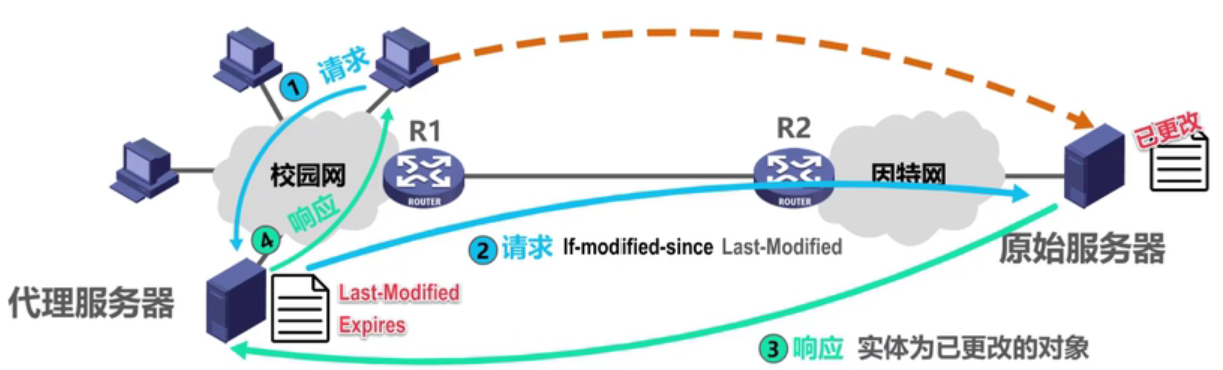 ① 请求
R1
R2
已更改
校园网
因特网
ROUTER
ROUTER
④ 响应
② 请求 If-modified-since Last-Modified
原始服务器
代理服务器
Last-Modified
Expires
③ 响应 实体为已更改的对象